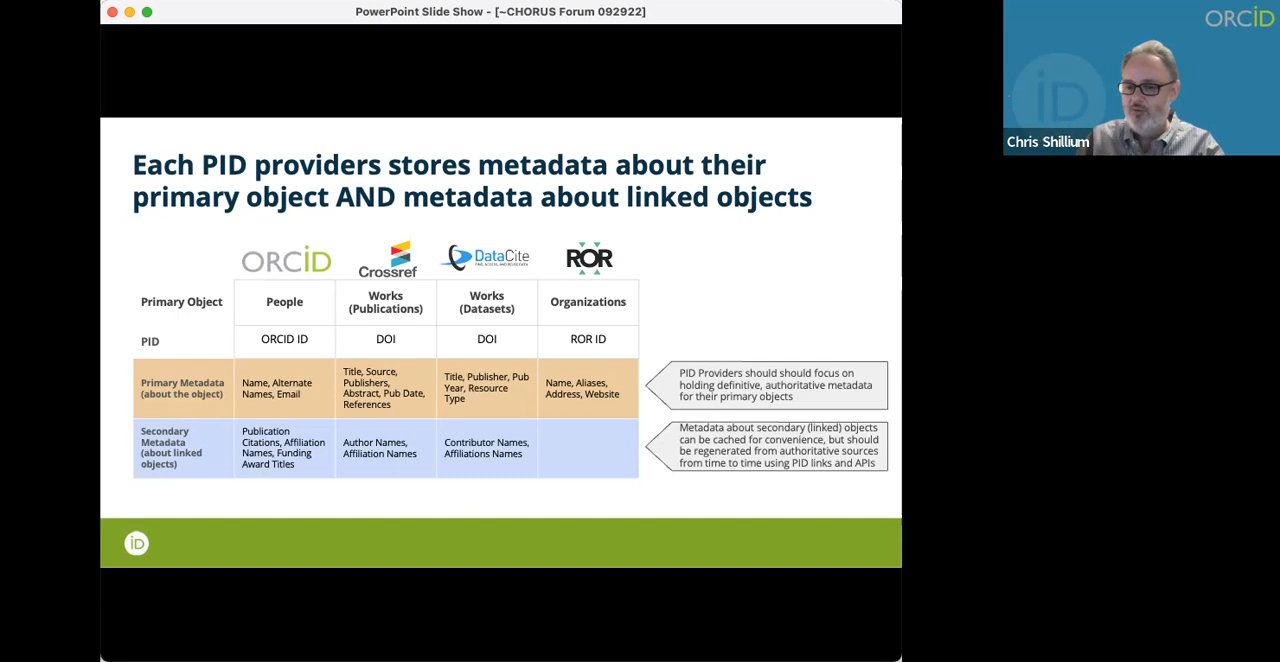 PowerPoint Slide Show - [~CHORUS Forum 092922]
ORCiD
iD
Chris Shillium
Each PID providers stores metadata about their
primary object AND metadata about linked objects
ORCiD
Crossref
DataCite
ROR
Primary Object
People
Works
(Publications)
Works
(Datasets)
Organizations
PID
ORCID ID
DOI
DOI
ROR ID
Primary Metadata
(about the object)
Name, Alternate
Names, Email
Title, Source,
Publishers,
Abstract, Pub Date,
References
Title, Publisher, Pub
Year, Resource
Type
Name, Aliases,
Address, Website
PID Providers should should focus on
holding definitive, authoritative metadata
for their primary objects
Secondary
Metadata
(about linked
objects)
Publication
Citations, Affiliation
Names, Funding
Award Titles
Author Names,
Affiliation Names
Contributor Names,
Affiliations Names
Metadata about secondary (linked) objects
can be cached for convenience, but should
be regenerated from authoritative sources
from time to time using PID links and APIs
iD